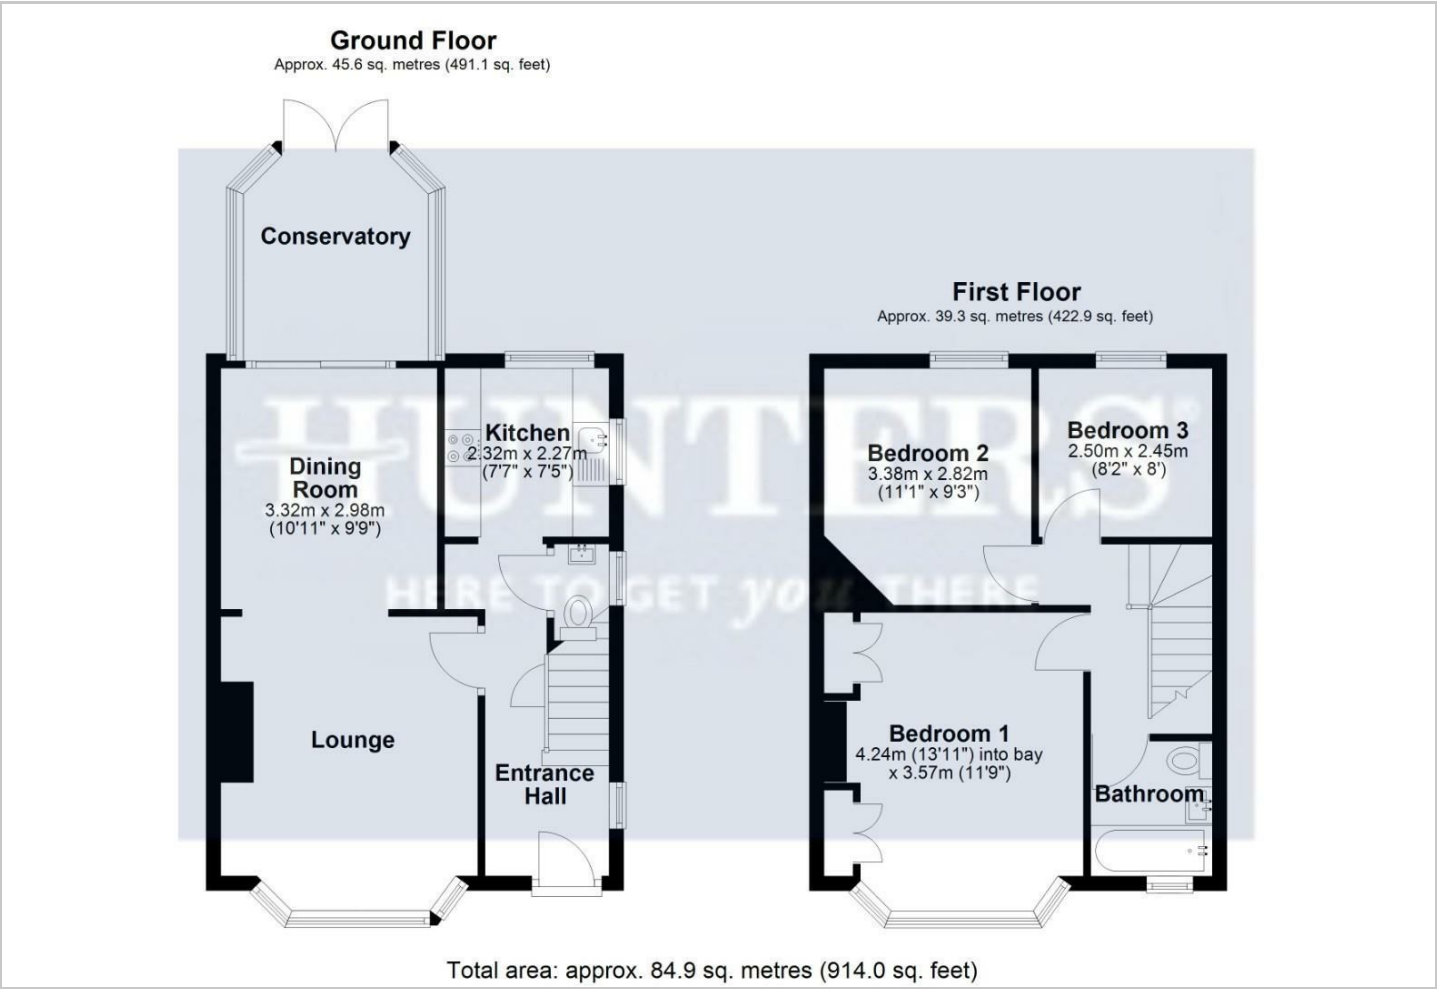 Ground Floor
Approx. 45.6 sq. metres (491.1 sq. feet)
Conservatory
Dining
Room
3.32m x 2.98m
(10'11" x 9'9")
Kitchen
2.32m x 2.27m
(7'7" x 7'5")
Lounge
Entrance
Hall
First Floor
Approx. 39.3 sq. metres (422.9 sq. feet)
Bedroom 2
3.38m x 2.82m
(11'1" x 9'3")
Bedroom 3
2.50m x 2.45m
(8'2" x 8')
Bedroom 1
4.24m (13'11") into bay
x 3.57m (11'9")
Bathroom
HUNTERS
HERE TO GET you THERE
Total area: approx. 84.9 sq. metres (914.0 sq. feet)